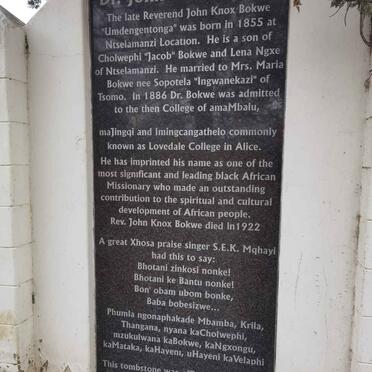 The late Reverend John Knox Bokwe
"Umdengentonga" was born in 1855 at
Ntselamanzi Location. He is a son of
Cholwephi "Jacob" Bokwe and Lena Ngxe
of Ntselamanzi. He married to Mrs. Maria
Bokwe nee Sopotela "Ingwanekazi" of
Tsomo. In 1886 Dr. Bokwe was admitted
to the then College of amaMbalu,
maJingqi and imingcangathelo commonly
known as Lovedale College in Alice.
He has imprinted his name as one of the
most significant and leading black African
Missionary who made an outstanding
contribution to the spiritual and cultural
development of African people.
Rev. John Knox Bokwe died in1922
A great Xhosa praise singer S.E.K. Mqhayi
had this to say:
Bhotani zinkosi nonke!
Bhotani ke Bantu nonke!
Bon' obam ubom bonke,
Baba bobesizwe...
Phumla ngonaphakade Mbamba, Krila,
Thangana, nyana kaCholwephi,
mzukulwana kaBokwe, kaNgxongu,
kaMataka, kaHayeni, uHayeni kaVelaphi
This tombstone was